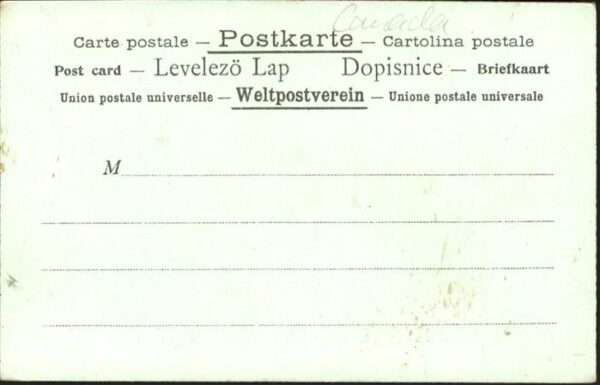 Canada
Carte postale — Postkarte — Cartolina postale
Post card — Levelezö Lap Dopisnice — Briefkaart
Union postale universelle — Weltpostverein — Unione postale universale
M